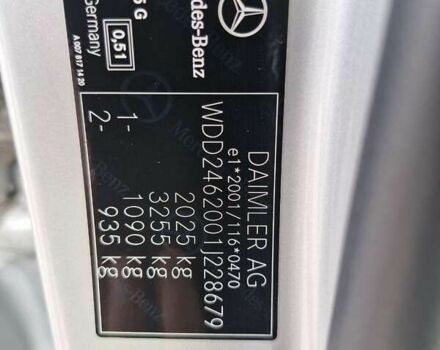 DAIMLER AG
e1*2001/116*0470
WDD2462001J228679
2025 kg
3255 kg
1- 1090 kg
2- 935 kg
Mercedes-Benz
5 G
0,51
Germany
A 007 817 14 20